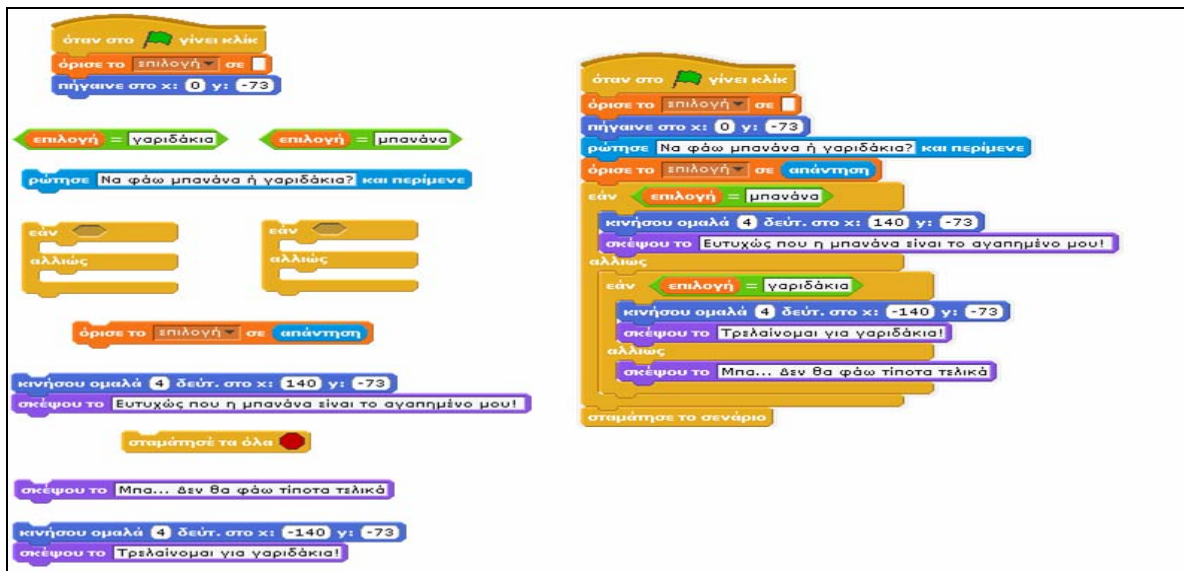 όταν στο γίνει κλίκ
όρισε το επιλογή σε
πήγαινε στο x: 0 y: -73
επιλογή = γαριδάκια
επιλογή = μπανάνα
ρώτησε Να φάω μπανάνα ή γαριδάκια? και περίμενε
εάν
αλλιώς
εάν
αλλιώς
όρισε το επιλογή σε απάντηση
κινήσου ομαλά 4 δεύτ. στο x: 140 y: -73
σκέψου το Ευτυχώς που η μπανάνα είναι το αγαπημένο μου!
σταμάτησέ τα όλα
σκέψου το Μπα... Δεν θα φάω τίποτα τελικά
κινήσου ομαλά 4 δεύτ. στο x: -140 y: -73
σκέψου το Τρελαίνομαι για γαριδάκια!
όταν στο γίνει κλίκ
όρισε το επιλογή σε
πήγαινε στο x: 0 y: -73
ρώτησε Να φάω μπανάνα ή γαριδάκια? και περίμενε
όρισε το επιλογή σε απάντηση
εάν επιλογή = μπανάνα
κινήσου ομαλά 4 δεύτ. στο x: 140 y: -73
σκέψου το Ευτυχώς που η μπανάνα είναι το αγαπημένο μου!
αλλιώς
εάν επιλογή = γαριδάκια
κινήσου ομαλά 4 δεύτ. στο x: -140 y: -73
σκέψου το Τρελαίνομαι για γαριδάκια!
αλλιώς
σκέψου το Μπα... Δεν θα φάω τίποτα τελικά
σταμάτησε το σενάριο